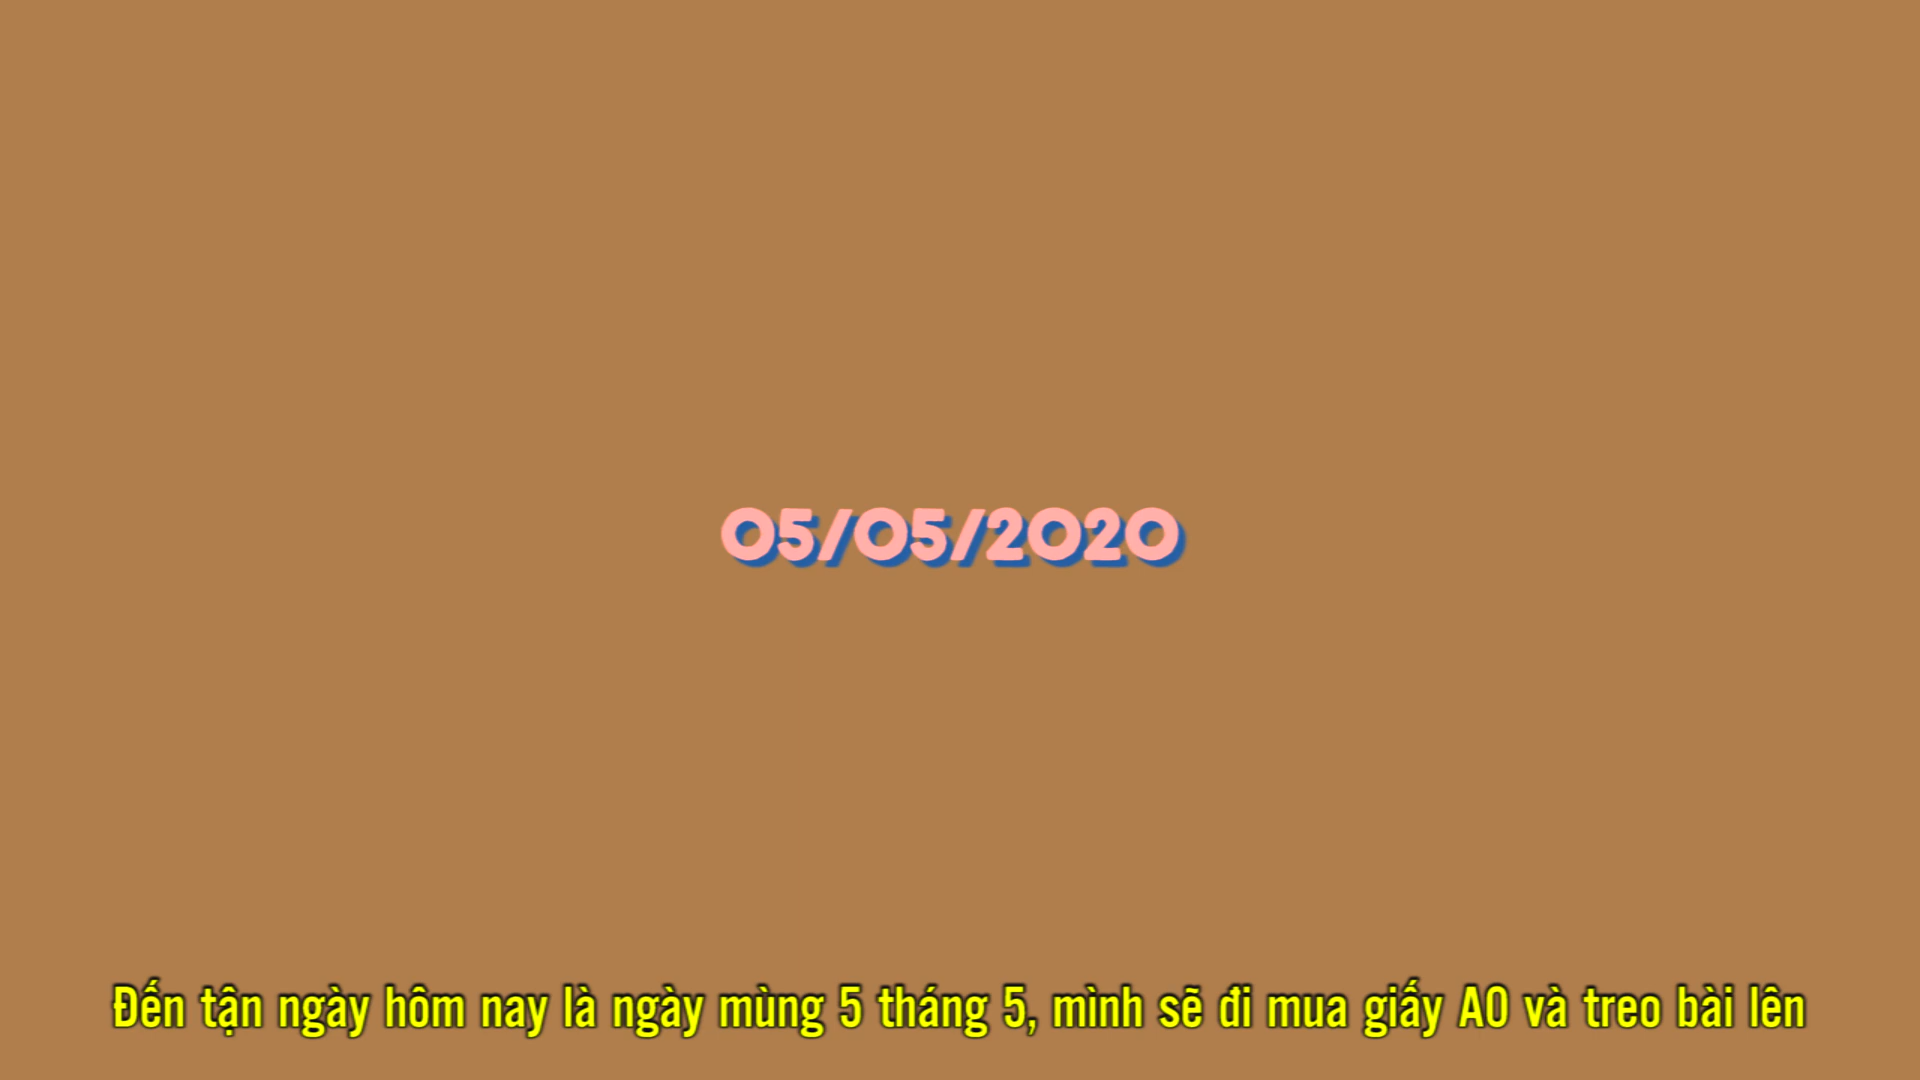 05/05/2020
Đến tận ngày hôm nay là ngày mùng 5 tháng 5, mình sẽ đi mua giấy A0 và treo bài lên